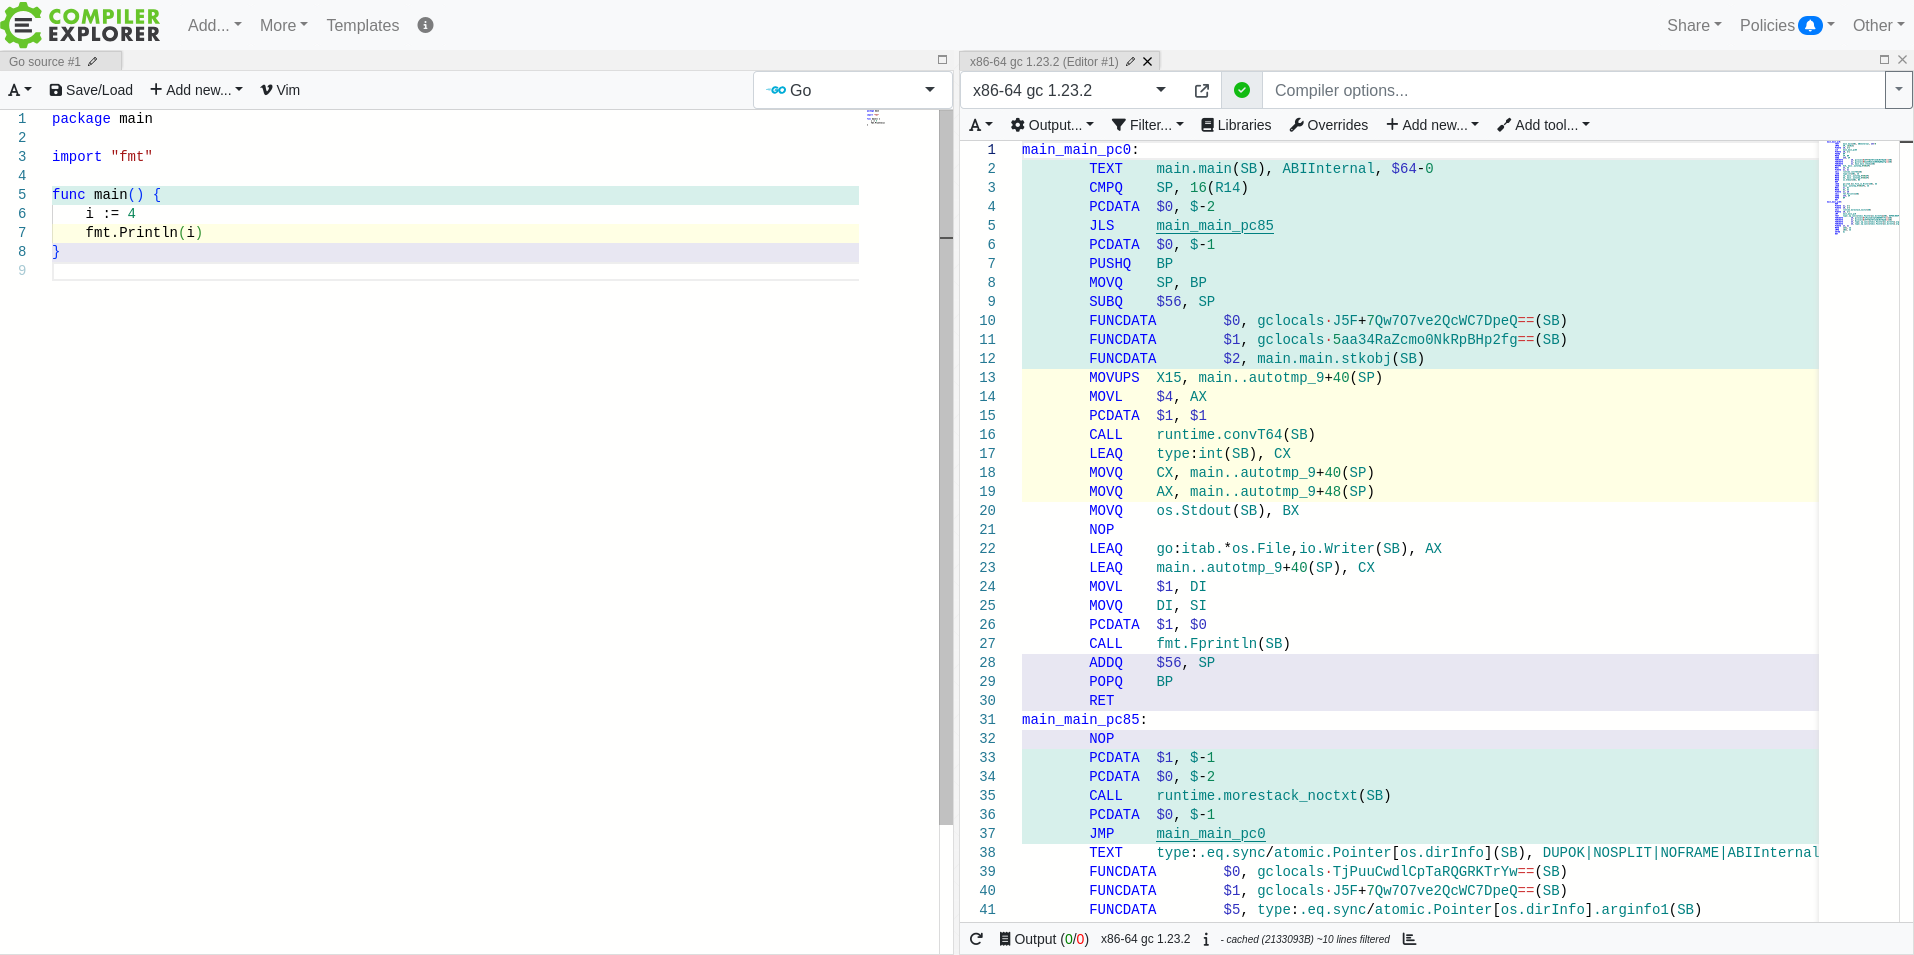 COMPILER
EXPLORER
Add...
More
Templates
Share
Policies
Other
Go source #1
A
Save/Load
Add new...
Vim
Go
1 package main
2
3 import "fmt"
4
5 func main() {
6 i := 4
7 fmt.Println(i)
8 }
9
x86-64 gc 1.23.2 (Editor #1)
x86-64 gc 1.23.2
Compiler options...
A
Output...
Filter...
Libraries
Overrides
Add new...
Add tool...
1 main_main_pc0:
2 TEXT main.main(SB), ABIInternal, $64-0
3 CMPQ SP, 16(R14)
4 PCDATA $0, $-2
5 JLS main_main_pc85
6 PCDATA $0, $-1
7 PUSHQ BP
8 MOVQ SP, BP
9 SUBQ $56, SP
10 FUNCDATA $0, gclocals·J5F+7Qw7O7ve2QcWC7DpeQ==(SB)
11 FUNCDATA $1, gclocals·5aa34RaZcmo0NkRpBHp2fg==(SB)
12 FUNCDATA $2, main.main.stkobj(SB)
13 MOVUPS X15, main..autotmp_9+40(SP)
14 MOVL $4, AX
15 PCDATA $1, $1
16 CALL runtime.convT64(SB)
17 LEAQ type:int(SB), CX
18 MOVQ CX, main..autotmp_9+40(SP)
19 MOVQ AX, main..autotmp_9+48(SP)
20 MOVQ os.Stdout(SB), BX
21 NOP
22 LEAQ go:itab.*os.File,io.Writer(SB), AX
23 LEAQ main..autotmp_9+40(SP), CX
24 MOVL $1, DI
25 MOVQ DI, SI
26 PCDATA $1, $0
27 CALL fmt.Fprintln(SB)
28 ADDQ $56, SP
29 POPQ BP
30 RET
31 main_main_pc85:
32 NOP
33 PCDATA $1, $-1
34 PCDATA $0, $-2
35 CALL runtime.morestack_noctxt(SB)
36 PCDATA $0, $-1
37 JMP main_main_pc0
38 TEXT type:.eq.sync/atomic.Pointer[os.dirInfo](SB), DUPOK|NOSPLIT|NOFRAME|ABIInternal
39 FUNCDATA $0, gclocals·TjPuuCwdlCpTaRQGRKTrYw==(SB)
40 FUNCDATA $1, gclocals·J5F+7Qw7O7ve2QcWC7DpeQ==(SB)
41 FUNCDATA $5, type:.eq.sync/atomic.Pointer[os.dirInfo].arginfo1(SB)
Output (0/0) x86-64 gc 1.23.2 i - cached (2133093B) ~10 lines filtered